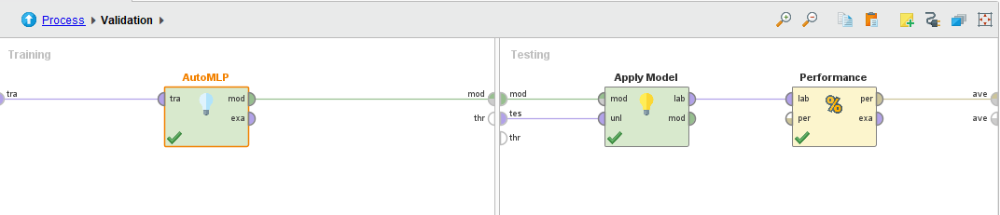 Process Validation
Training Testing
AutoMLP Apply Model Performance
tra tra mod mod mod mod lab lab per ave
exa thr tes unl mod per exa ave
thr
%